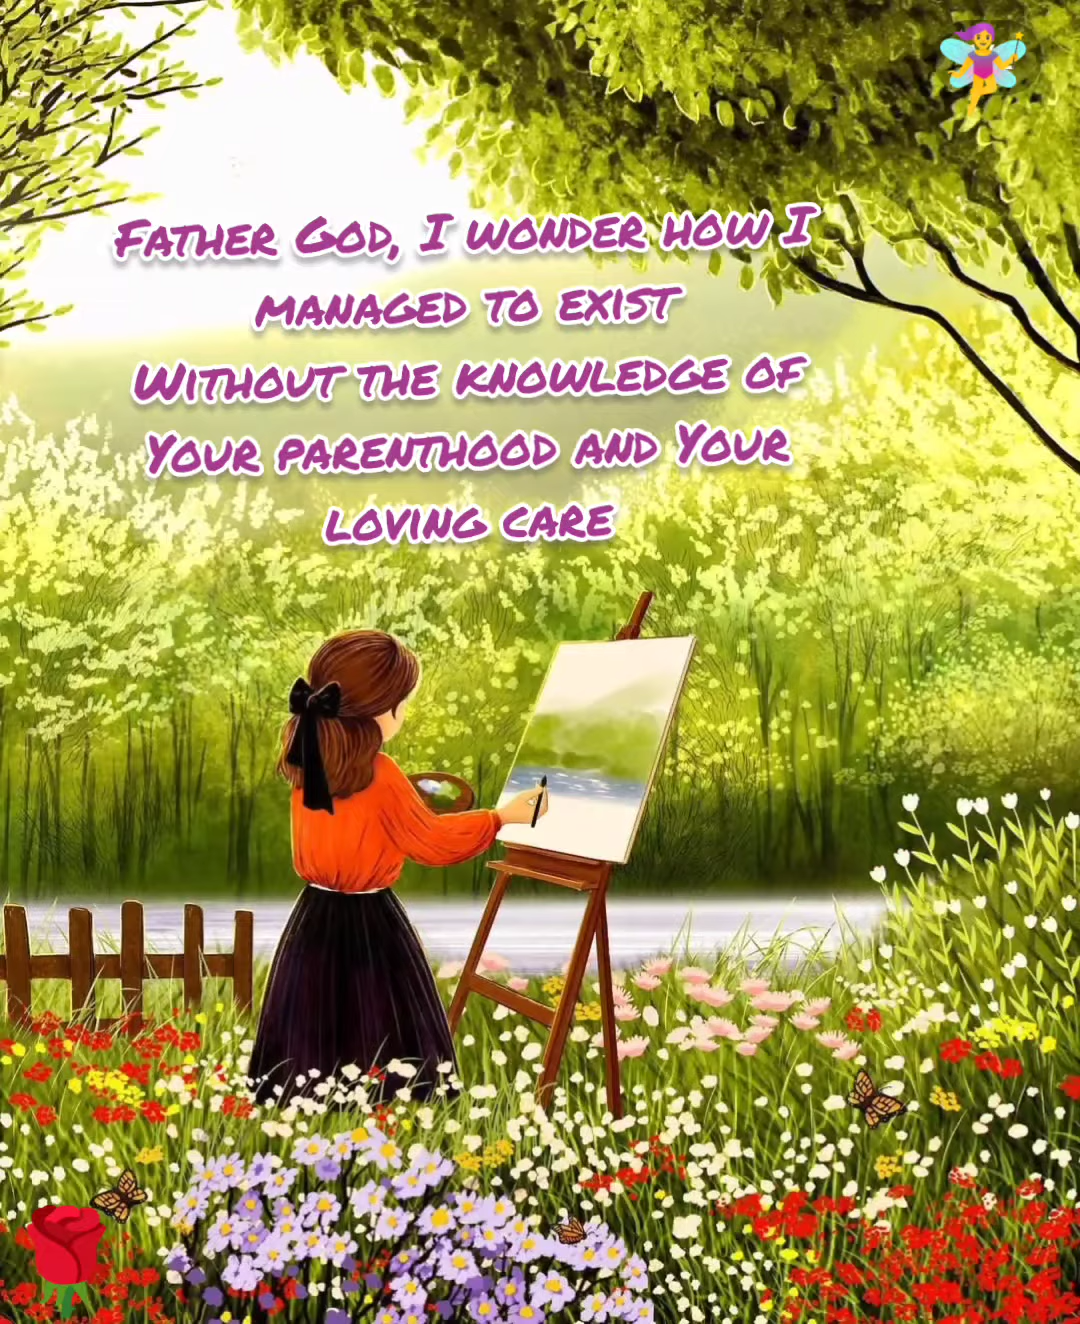 Father God, I wonder how I
managed to exist
Without the knowledge of
Your parenthood and Your
loving care